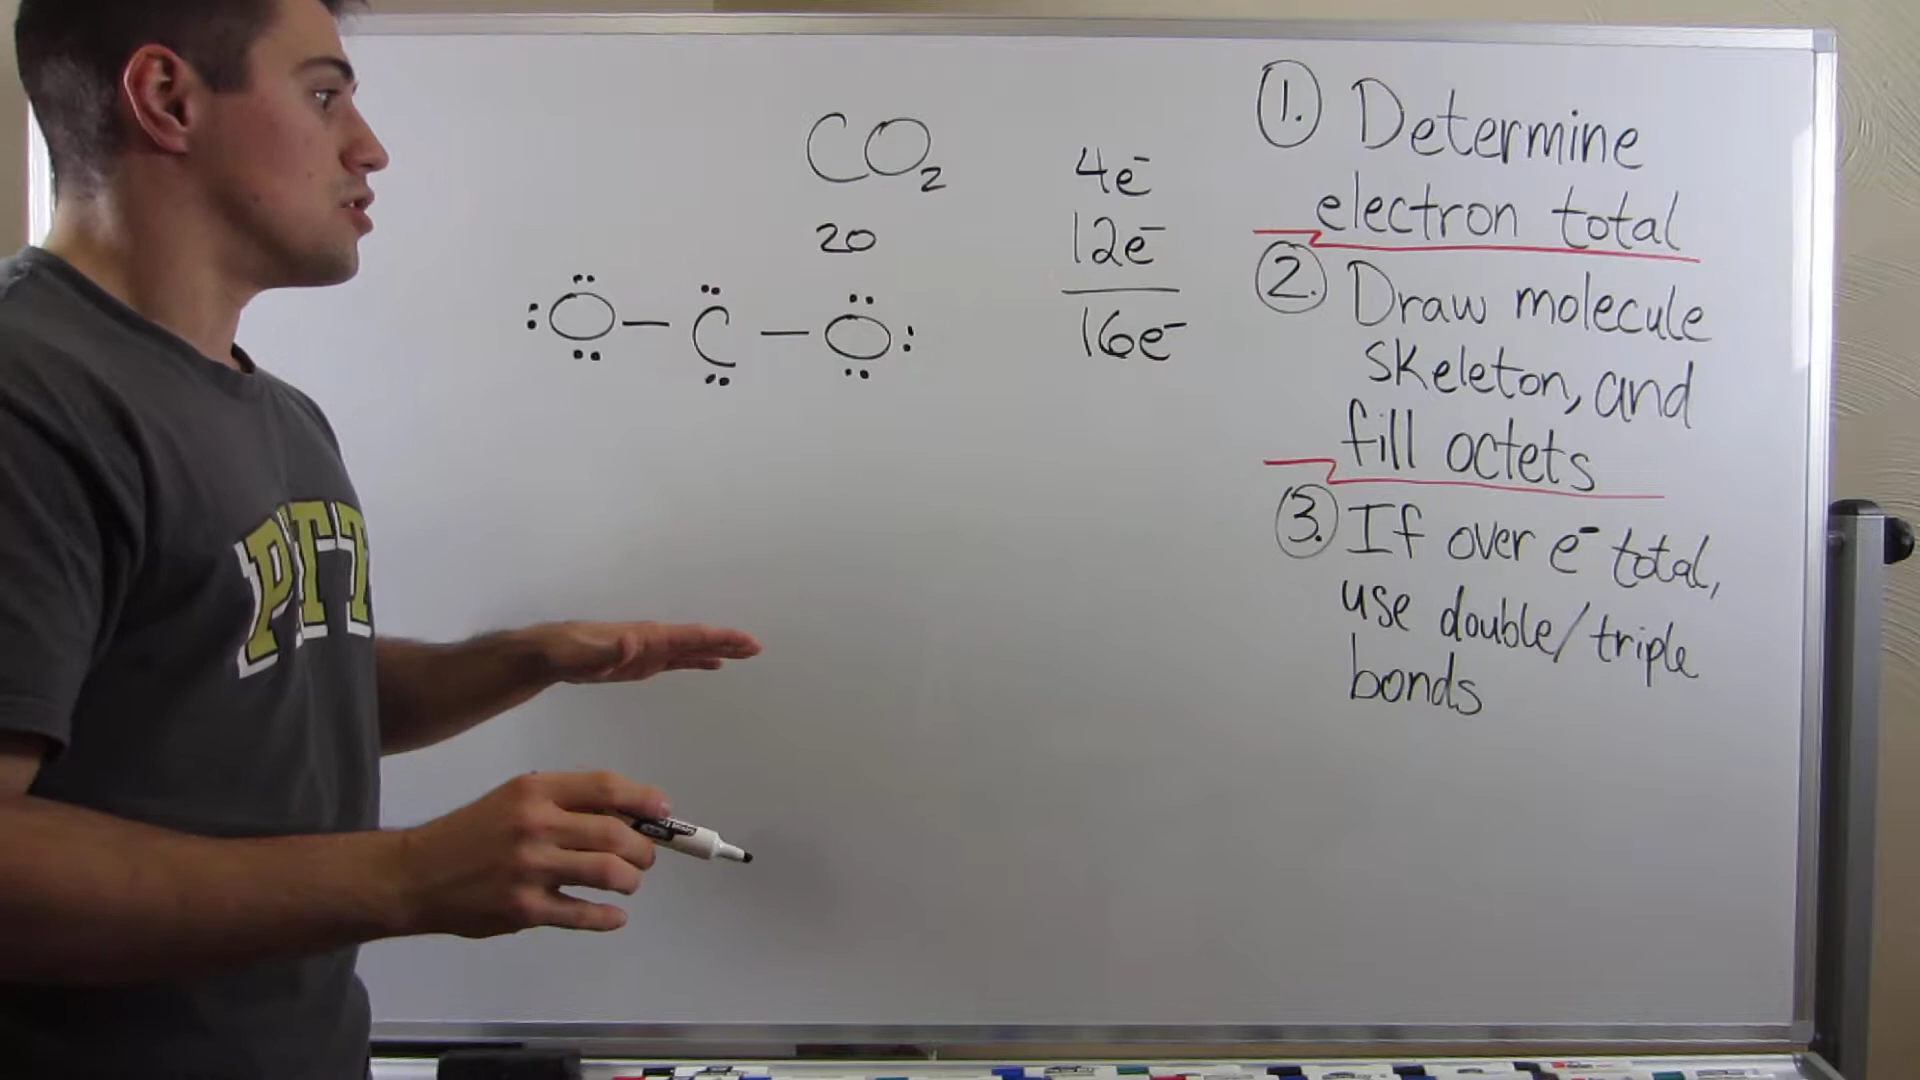 CO₂
20
:Ö – C̈ – Ö:
4e⁻
12e⁻
16e⁻
1. Determine
electron total
2. Draw molecule
skeleton, and
fill octets
3. If over e⁻ total,
use double/triple
bonds
PITT